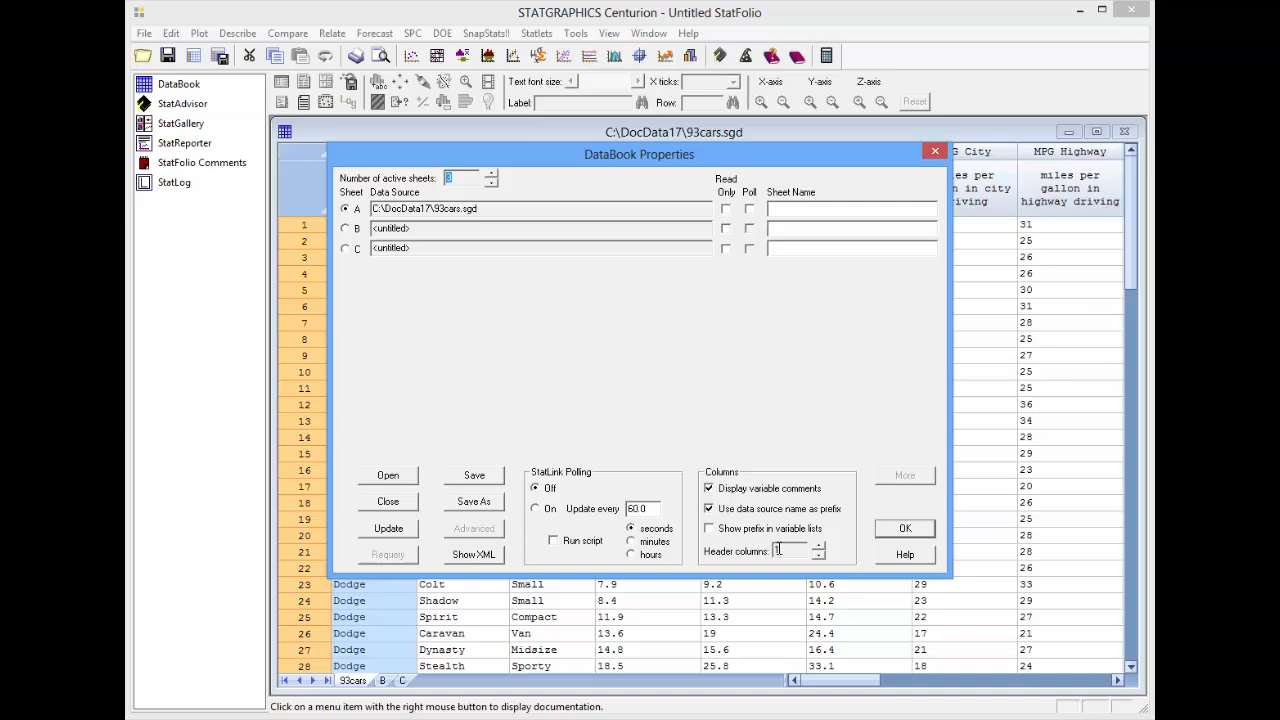 STATGRAPHICS Centurion - Untitled StatFolio
File Edit Plot Describe Compare Relate Forecast SPC DOE SnapStats!! Statlets Tools View Window Help
Text font size: X ticks: X-axis Y-axis Z-axis
Label: Row: Reset
DataBook
StatAdvisor
StatGallery
StatReporter
StatFolio Comments
StatLog
C:\DocData17\93cars.sgd
DataBook Properties
Number of active sheets: 3
Sheet Data Source Read Only Poll Sheet Name
A C:\DocData17\93cars.sgd
B <untitled>
C <untitled>
Open Save
Close Save As
Update Advanced
Requery Show XML
StatLink Polling
Off
On Update every 60.0
seconds
Run script minutes
hours
Columns
Display variable comments
Use data source name as prefix
Show prefix in variable lists
Header columns:
More
OK
Help
G City MPG Highway
es per miles per
n in city gallon in
iving highway driving
1 31
2 25
3 26
4 26
5 30
6 31
7 28
8 25
9 27
10 25
11 25
12 36
13 34
14 28
15 29
16 23
17 20
18 26
19 25
20 28
21 28
22 26
23 Dodge Colt Small 7.9 9.2 10.6 29 33
24 Dodge Shadow Small 8.4 11.3 14.2 23 29
25 Dodge Spirit Compact 11.9 13.3 14.7 22 27
26 Dodge Caravan Van 13.6 19 24.4 17 21
27 Dodge Dynasty Midsize 14.8 15.6 16.4 21 27
28 Dodge Stealth Sporty 18.5 25.8 33.1 18 24
93cars B C
Click on a menu item with the right mouse button to display documentation.